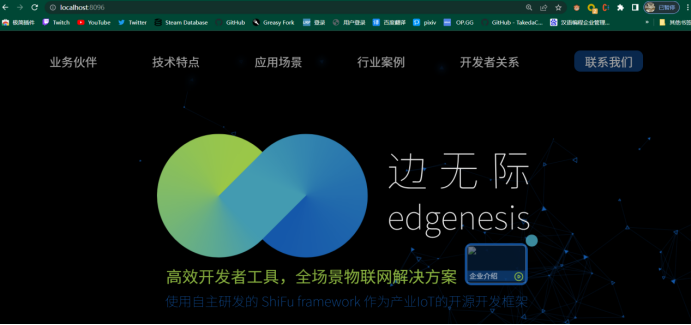 localhost:8096
已暂停
极简插件 Twitch YouTube Twitter Steam Database GitHub Greasy Fork 登录 用户登录 百度翻译 pixiv OP.GG GitHub - TakedaC... 汉语编程企业管理... » 其他书签
业务伙伴 技术特点 应用场景 行业案例 开发者关系 联系我们
边无际
edgenesis
企业介绍
高效开发者工具，全场景物联网解决方案
使用自主研发的 ShiFu framework 作为产业IoT的开源开发框架